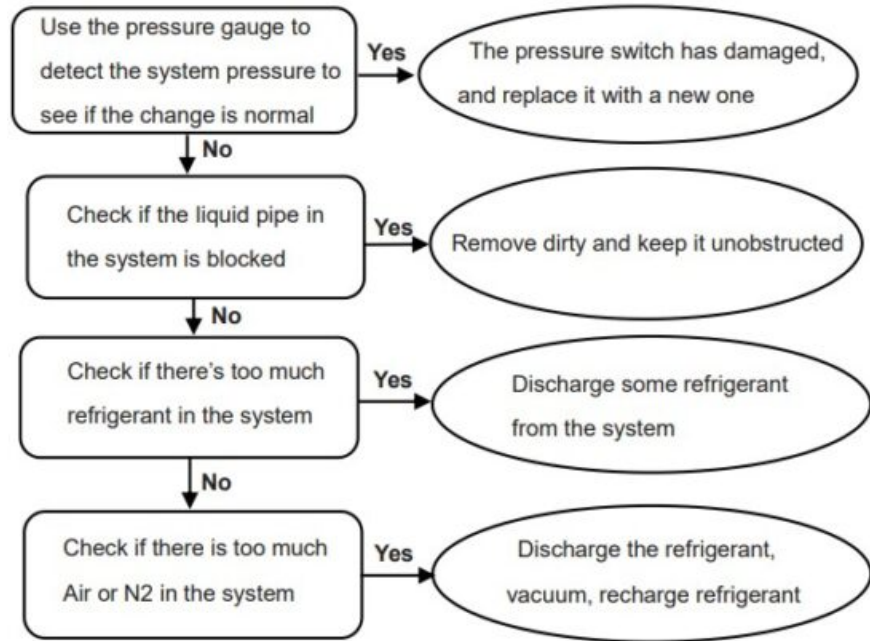 Use the pressure gauge to
detect the system pressure to
see if the change is normal
Yes
The pressure switch has damaged,
and replace it with a new one
No
Check if the liquid pipe in
the system is blocked
Yes
Remove dirty and keep it unobstructed
No
Check if there's too much
refrigerant in the system
Yes
Discharge some refrigerant
from the system
No
Check if there is too much
Air or N2 in the system
Yes
Discharge the refrigerant,
vacuum, recharge refrigerant